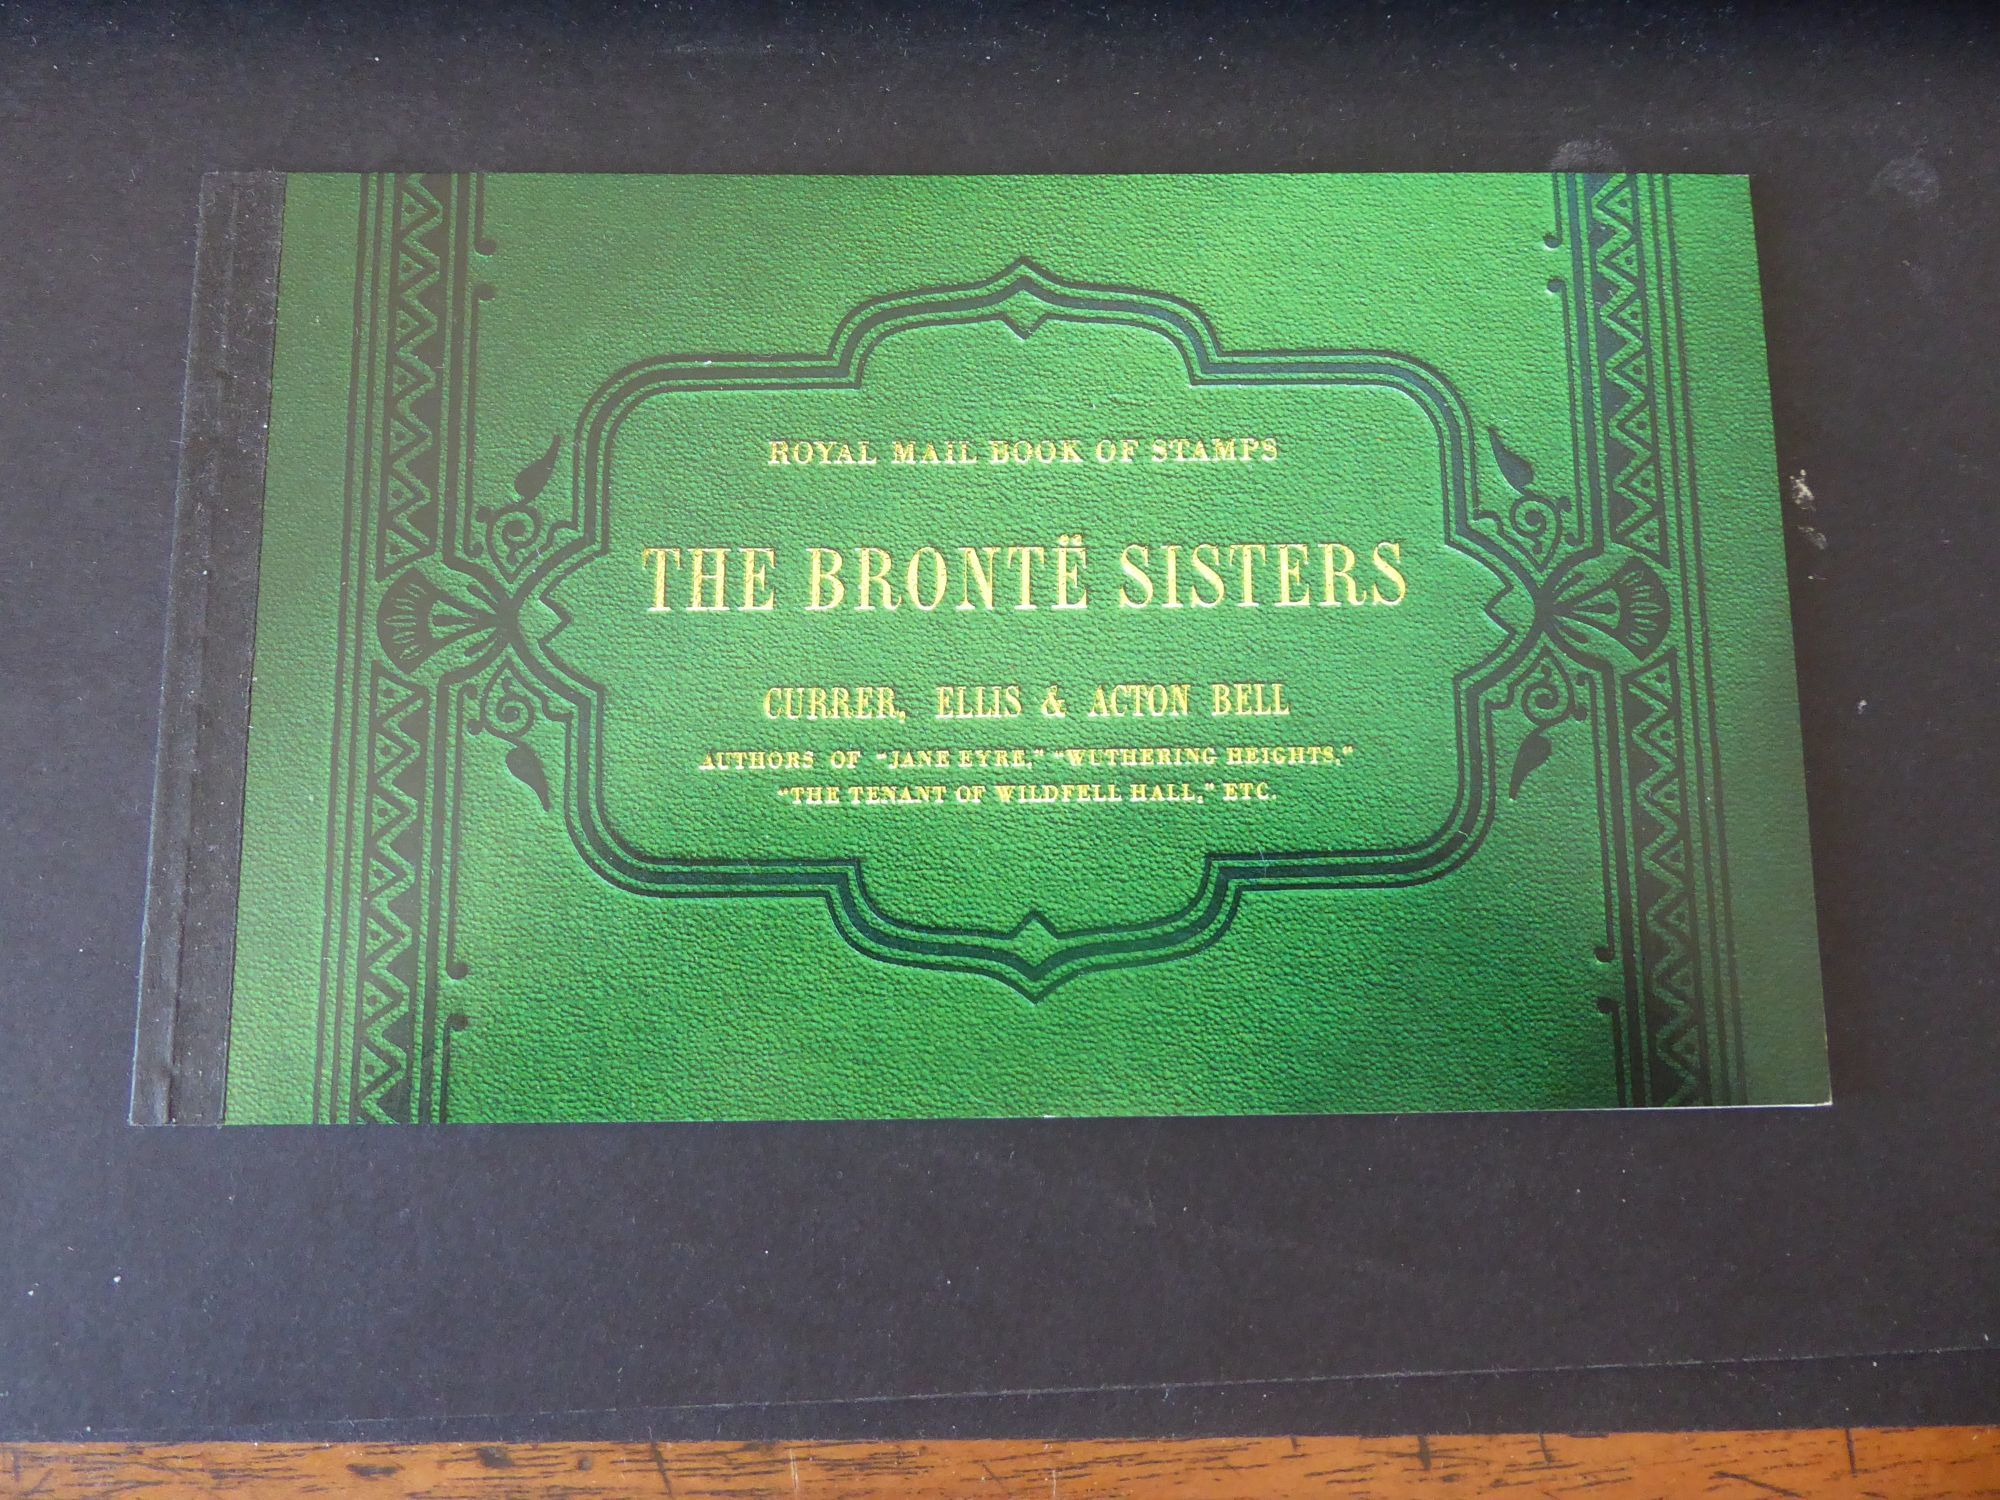 ROYAL MAIL BOOK OF STAMPS
THE BRONTË SISTERS
CURRER, ELLIS & ACTON BELL
AUTHORS OF "JANE EYRE," "WUTHERING HEIGHTS,"
"THE TENANT OF WILDFELL HALL," ETC.